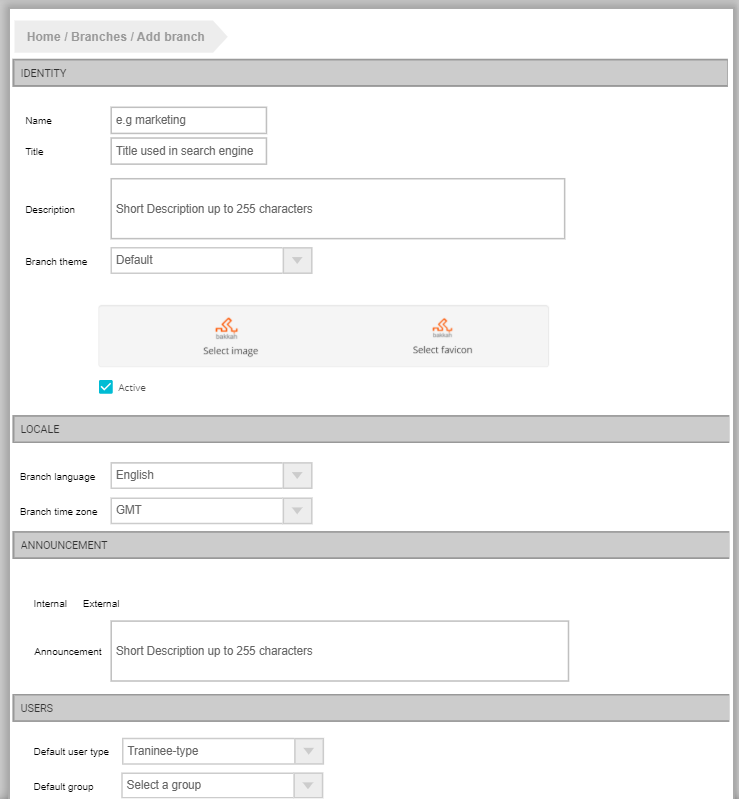 Home / Branches / Add branch
IDENTITY
Name
e.g marketing
Title
Title used in search engine
Description
Short Description up to 255 characters
Branch theme
Default
bakkah
bakkah
Select image
Select favicon
Active
LOCALE
Branch language
English
Branch time zone
GMT
ANNOUNCEMENT
Internal External
Announcement
Short Description up to 255 characters
USERS
Default user type
Traninee-type
Default group
Select a group